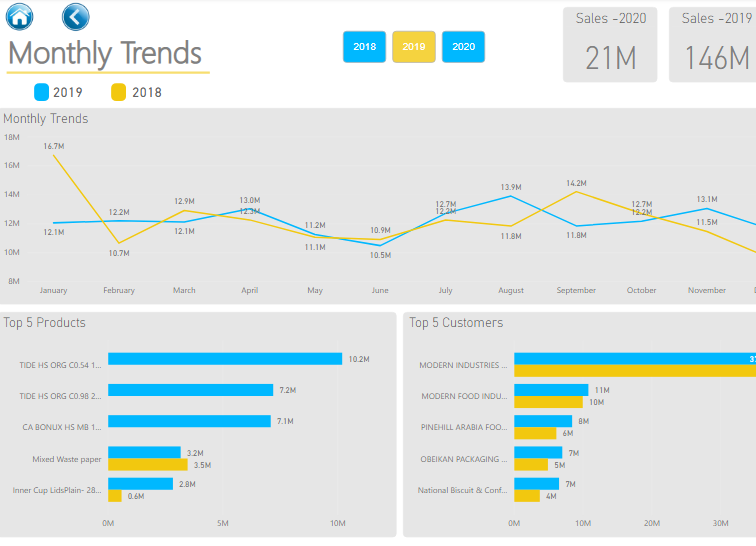 Monthly Trends
2018
2019
2020
Sales -2020
21M
Sales -2019
146M
2019
2018
Monthly Trends
18M
16M
14M
12M
10M
8M
16.7M
12.1M
12.2M
10.7M
12.9M
12.1M
13.0M
12.3M
11.2M
11.1M
10.9M
10.5M
12.7M
12.2M
13.9M
11.8M
14.2M
11.8M
12.7M
12.2M
13.1M
11.5M
January
February
March
April
May
June
July
August
September
October
November
D
Top 5 Products
TIDE HS ORG C0.54 1...
10.2M
TIDE HS ORG C0.98 2...
7.2M
CA BONUX HS MB 1...
7.1M
Mixed Waste paper
3.2M
3.5M
Inner Cup LidsPlain- 28...
2.8M
0.6M
0M
5M
10M
Top 5 Customers
MODERN INDUSTRIES ...
MODERN FOOD INDU...
11M
10M
PINEHILL ARABIA FOO...
8M
6M
OBEIKAN PACKAGING ...
7M
5M
National Biscuit & Conf...
7M
4M
0M
10M
20M
30M